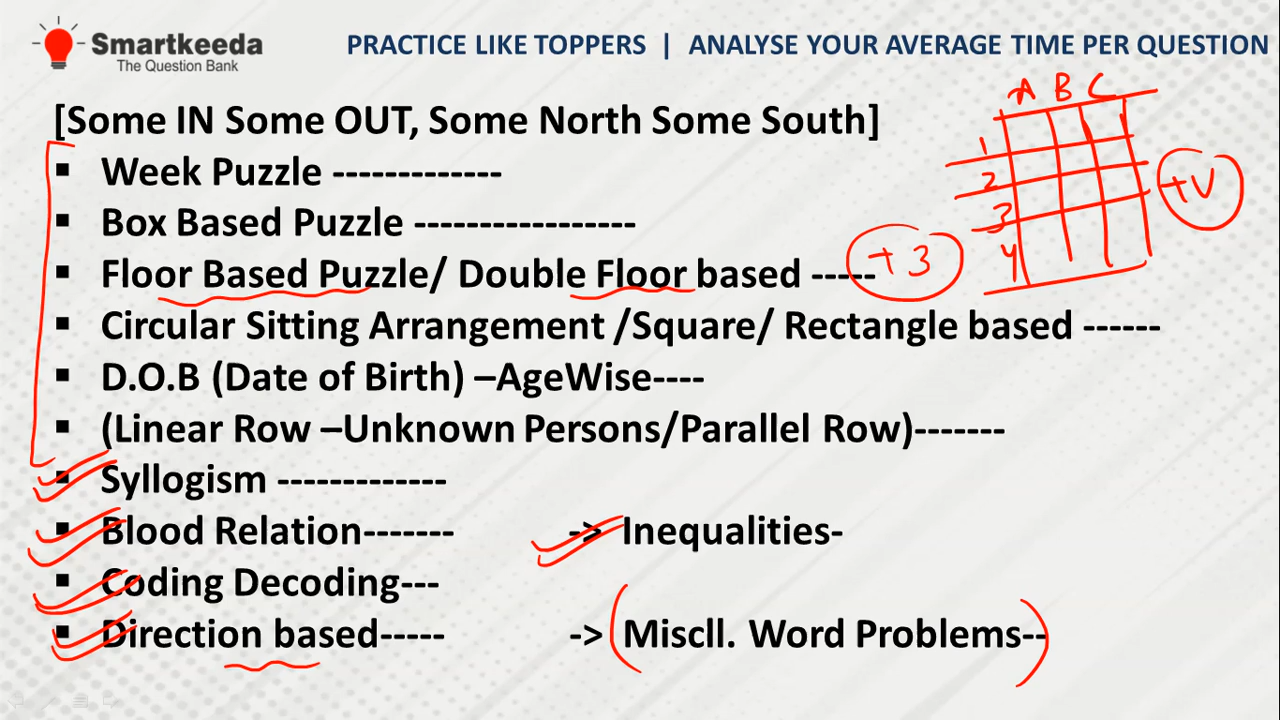 Smartkeeda
The Question Bank
PRACTICE LIKE TOPPERS | ANALYSE YOUR AVERAGE TIME PER QUESTION
A B C
[Some IN Some OUT, Some North Some South]
1
▪ Week Puzzle -------------
2
+V
▪ Box Based Puzzle -----------------
3
▪ Floor Based Puzzle/ Double Floor based -----
+3
4
▪ Circular Sitting Arrangement /Square/ Rectangle based ------
▪ D.O.B (Date of Birth) –AgeWise----
▪ (Linear Row –Unknown Persons/Parallel Row)-------
▪ Syllogism -------------
▪ Blood Relation------- -> Inequalities-
▪ Coding Decoding---
▪ Direction based----- -> (Miscll. Word Problems--)